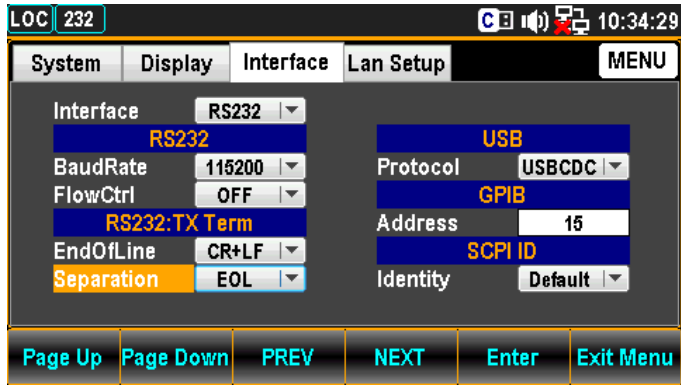 LOC 232 C 10:34:29
System Display Interface Lan Setup MENU
Interface RS232
RS232
BaudRate 115200
FlowCtrl OFF
RS232:TX Term
EndOfLine CR+LF
Separation EOL
USB
Protocol USBCDC
GPIB
Address 15
SCPI ID
Identity Default
Page Up Page Down PREV NEXT Enter Exit Menu